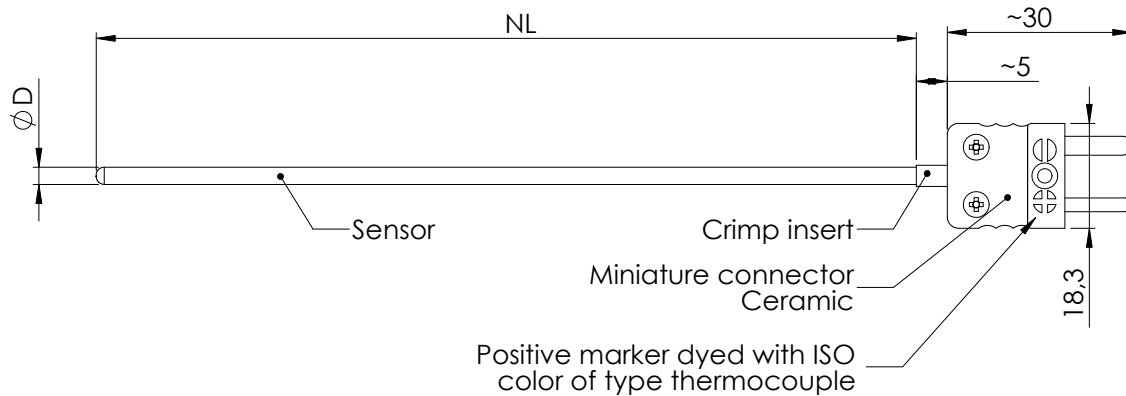 NL
~30
~5
∅D
Sensor
Crimp insert
Miniature connector
Ceramic
18,3
Positive marker dyed with ISO
color of type thermocouple